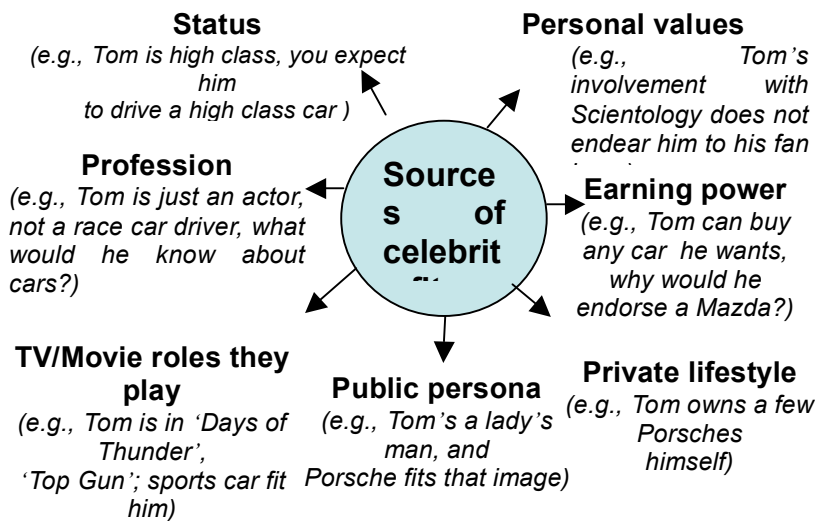 Status
(e.g., Tom is high class, you expect
him
to drive a high class car )
Personal values
(e.g., Tom’s
involvement with
Scientology does not
endear him to his fan
Profession
(e.g., Tom is just an actor,
not a race car driver, what
would he know about
cars?)
Source
s of
celebrit
Earning power
(e.g., Tom can buy
any car he wants,
why would he
endorse a Mazda?)
TV/Movie roles they
play
(e.g., Tom is in ‘Days of
Thunder’,
‘Top Gun’; sports car fit
him)
Public persona
(e.g., Tom’s a lady’s
man, and
Porsche fits that image)
Private lifestyle
(e.g., Tom owns a few
Porsches
himself)